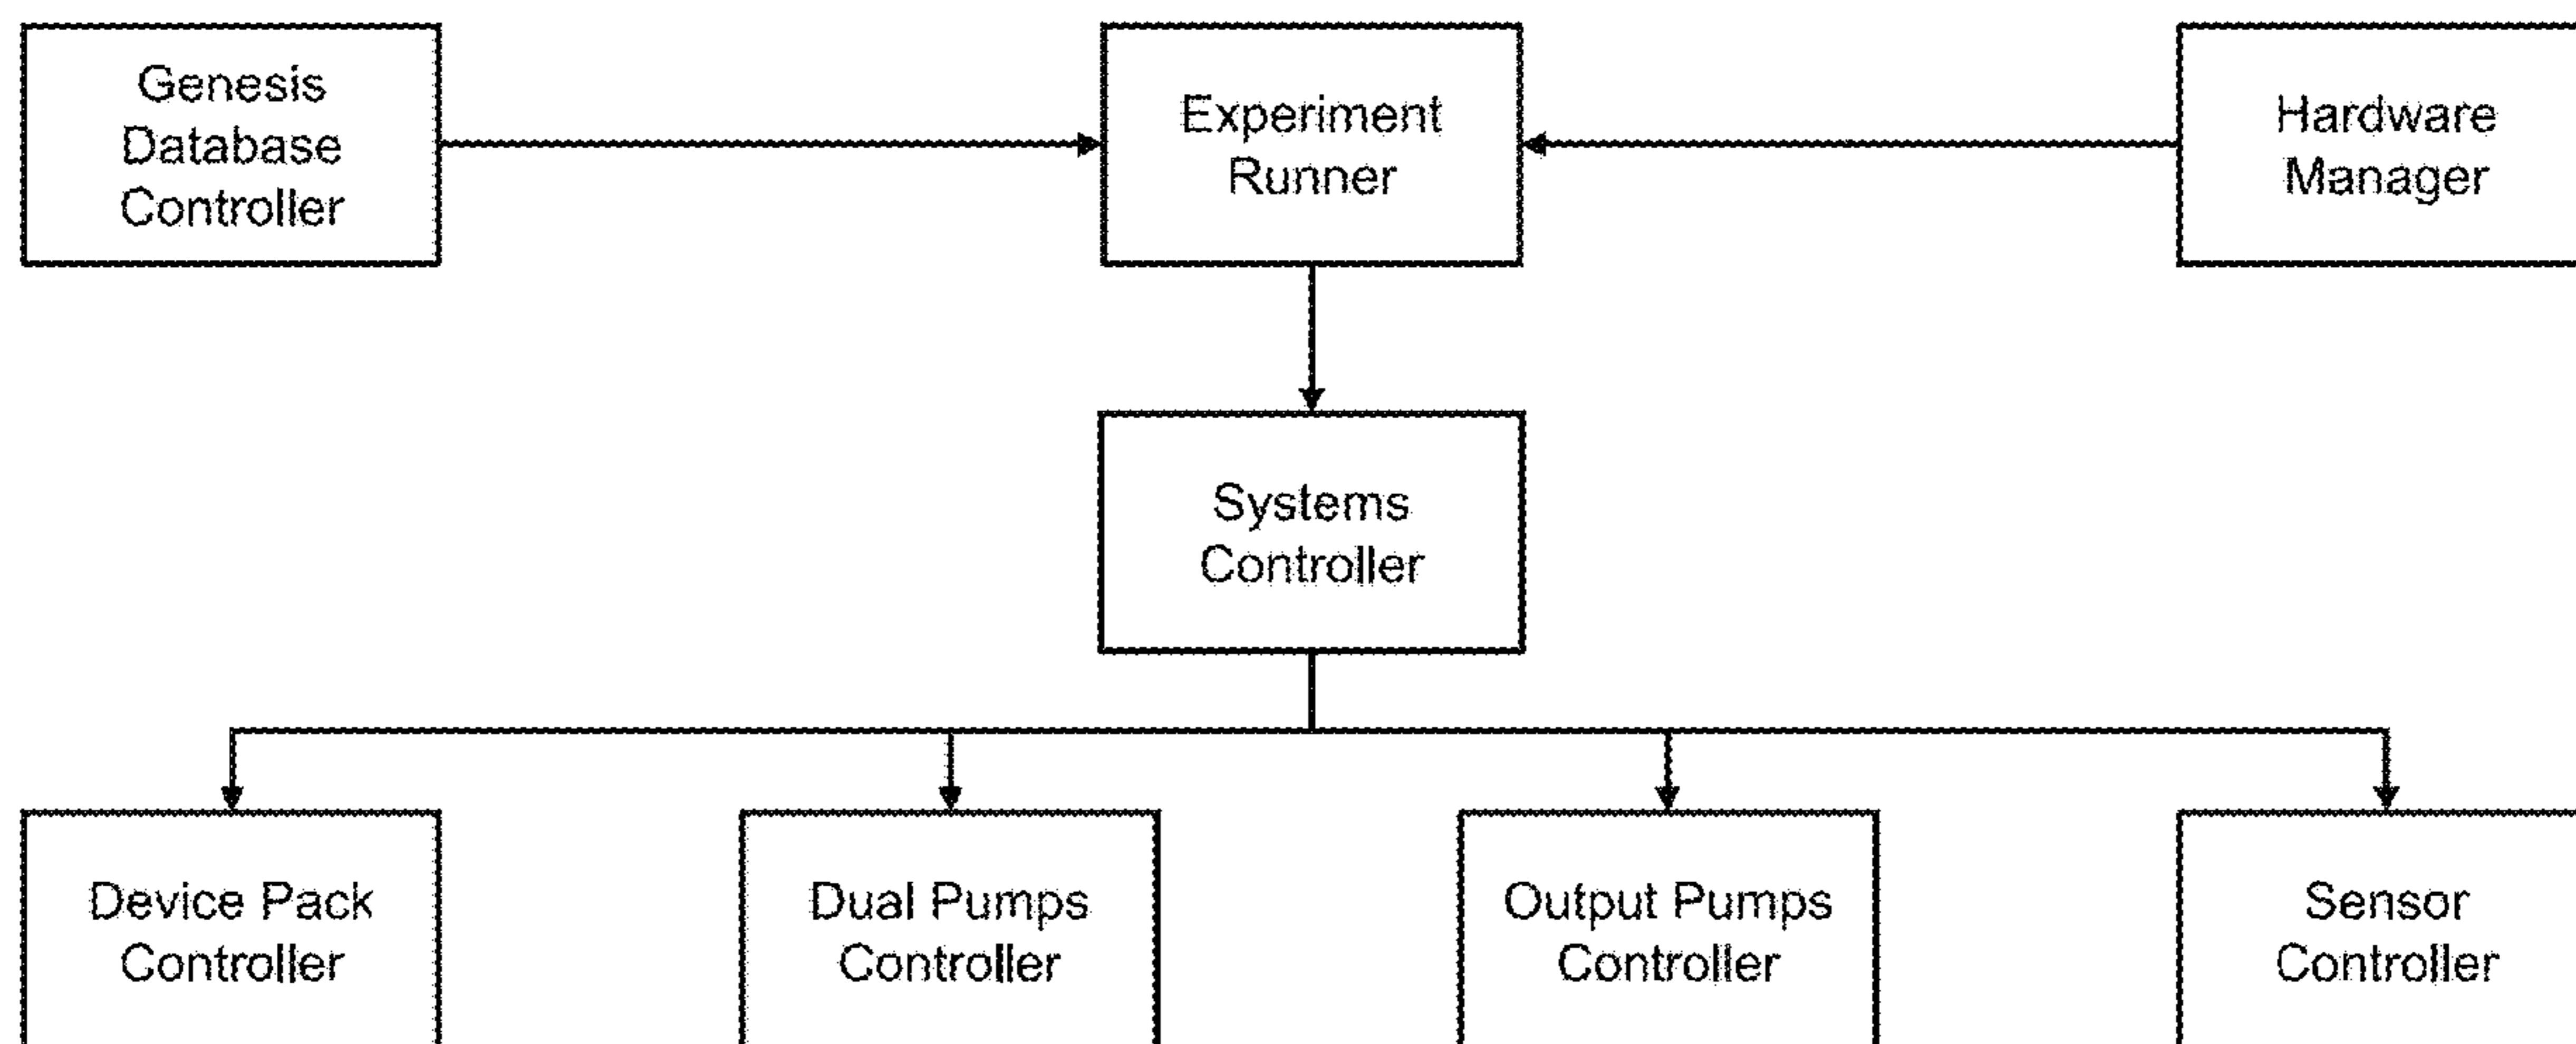 Genesis
Database
Controller
Experiment
Runner
Hardware
Manager
Systems
Controller
Device Pack
Controller
Dual Pumps
Controller
Output Pumps
Controller
Sensor
Controller